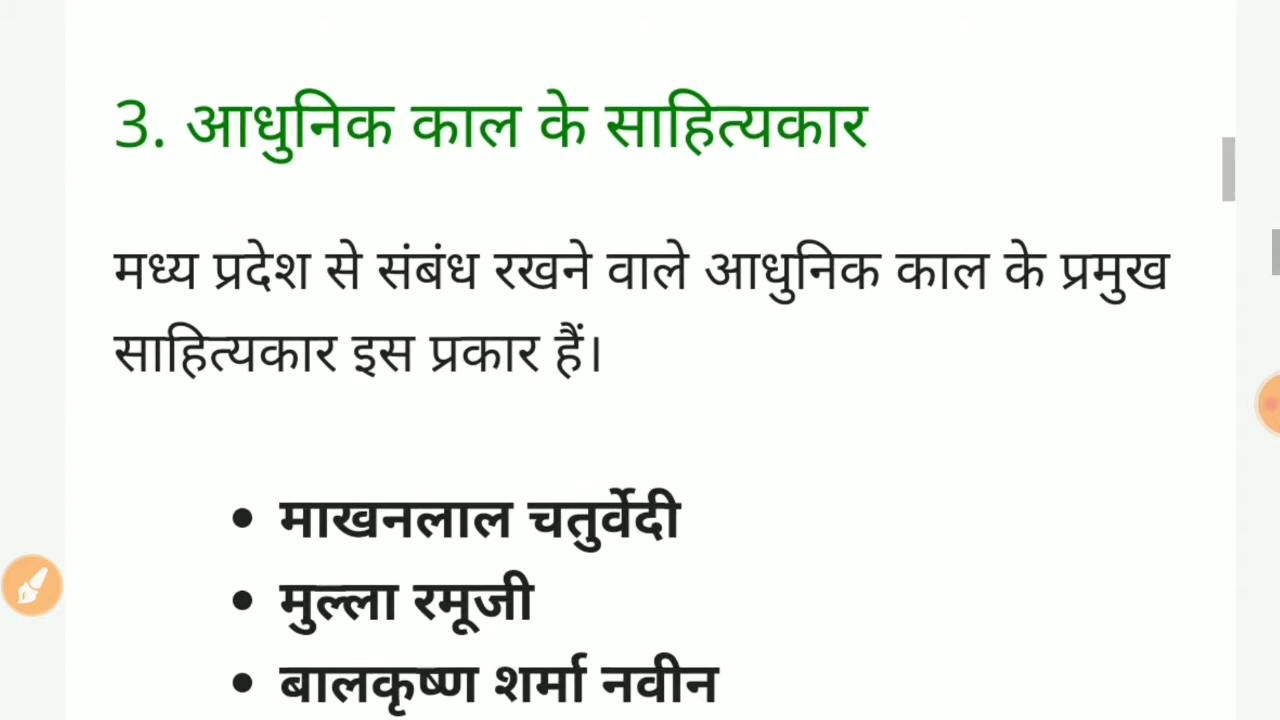 3. आधुनिक काल के साहित्यकार
मध्य प्रदेश से संबंध रखने वाले आधुनिक काल के प्रमुख
साहित्यकार इस प्रकार हैं।
• माखनलाल चतुर्वेदी
• मुल्ला रमूजी
• बालकृष्ण शर्मा नवीन